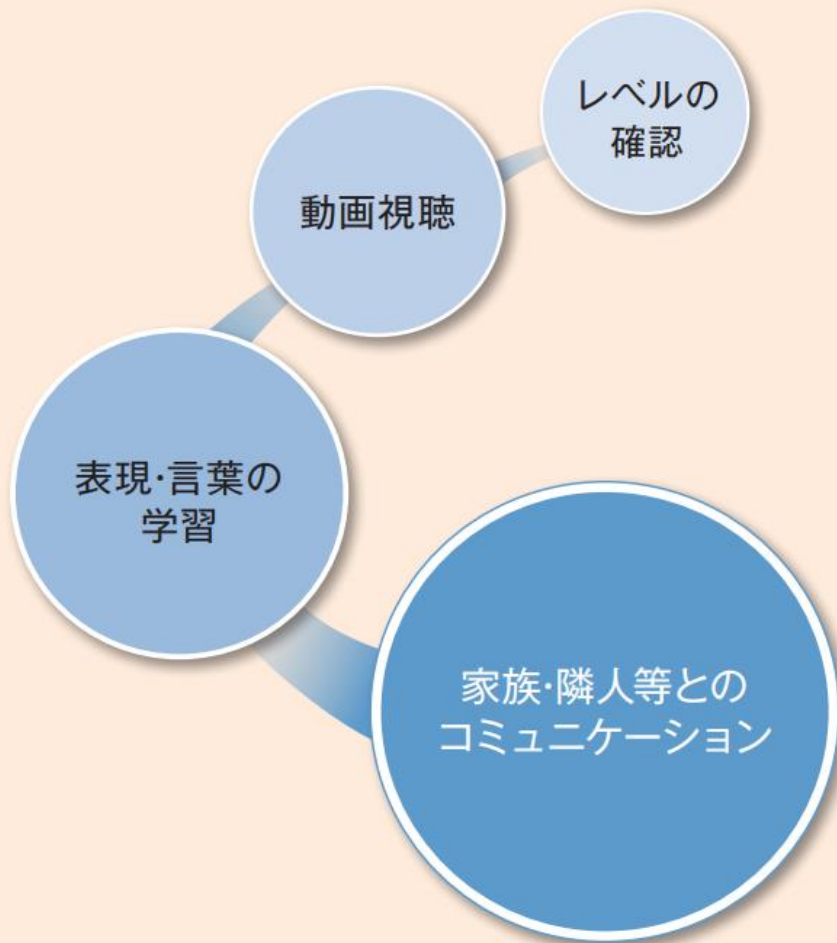 レベルの
確認
動画視聴
表現・言葉の
学習
家族・隣人等との
コミュニケーション